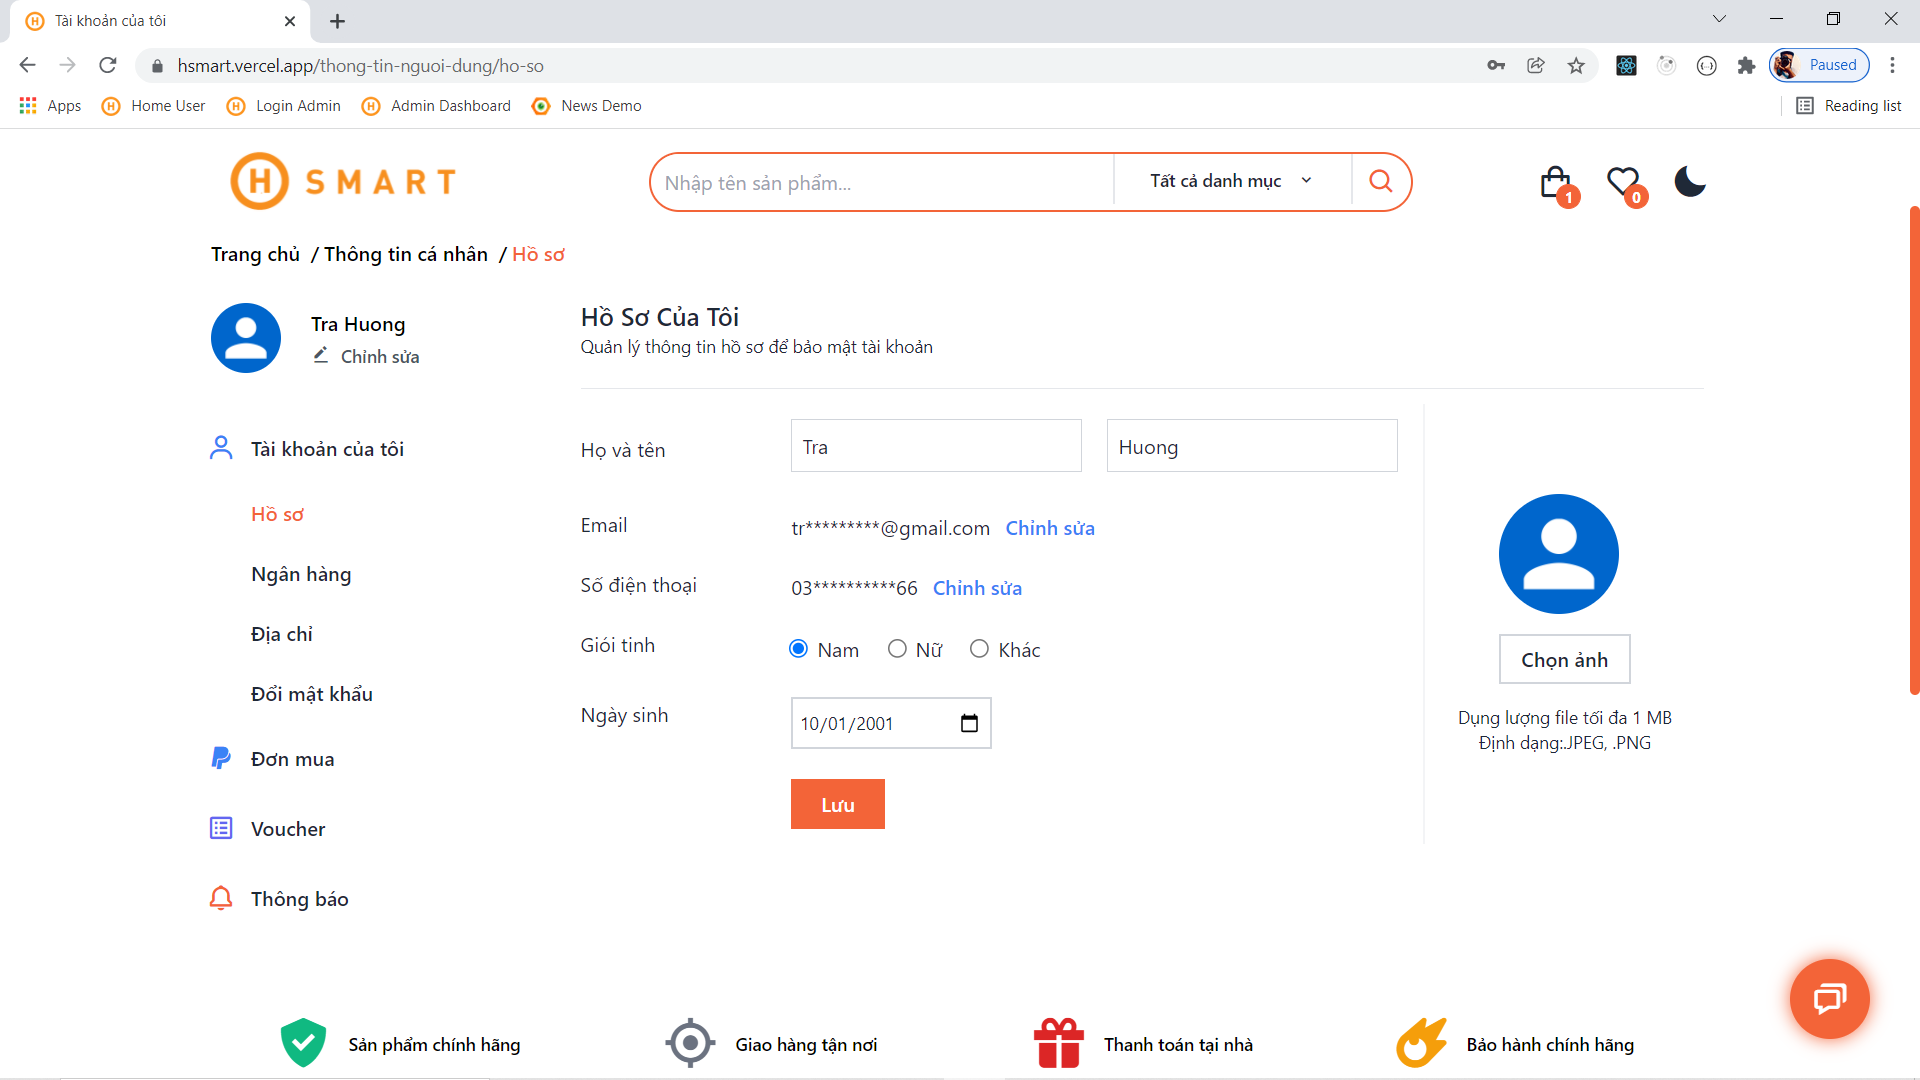 Tài khoản của tôi
hsmart.vercel.app/thong-tin-nguoi-dung/ho-so
Paused
Apps
Home User
Login Admin
Admin Dashboard
News Demo
Reading list
H SMART
Nhập tên sản phẩm...
Tất cả danh mục
1
0
Trang chủ / Thông tin cá nhân / Hồ sơ
Tra Huong
Chỉnh sửa
Hồ Sơ Của Tôi
Quản lý thông tin hồ sơ để bảo mật tài khoản
Tài khoản của tôi
Hồ sơ
Ngân hàng
Địa chỉ
Đổi mật khẩu
Đơn mua
Voucher
Thông báo
Họ và tên
Tra
Huong
Email
tr*********@gmail.com Chỉnh sửa
Số điện thoại
03**********66 Chỉnh sửa
Giói tinh
Nam
Nữ
Khác
Ngày sinh
10/01/2001
Lưu
Chọn ảnh
Dụng lượng file tối đa 1 MB
Định dạng:.JPEG, .PNG
Sản phẩm chính hãng
Giao hàng tận nơi
Thanh toán tại nhà
Bảo hành chính hãng